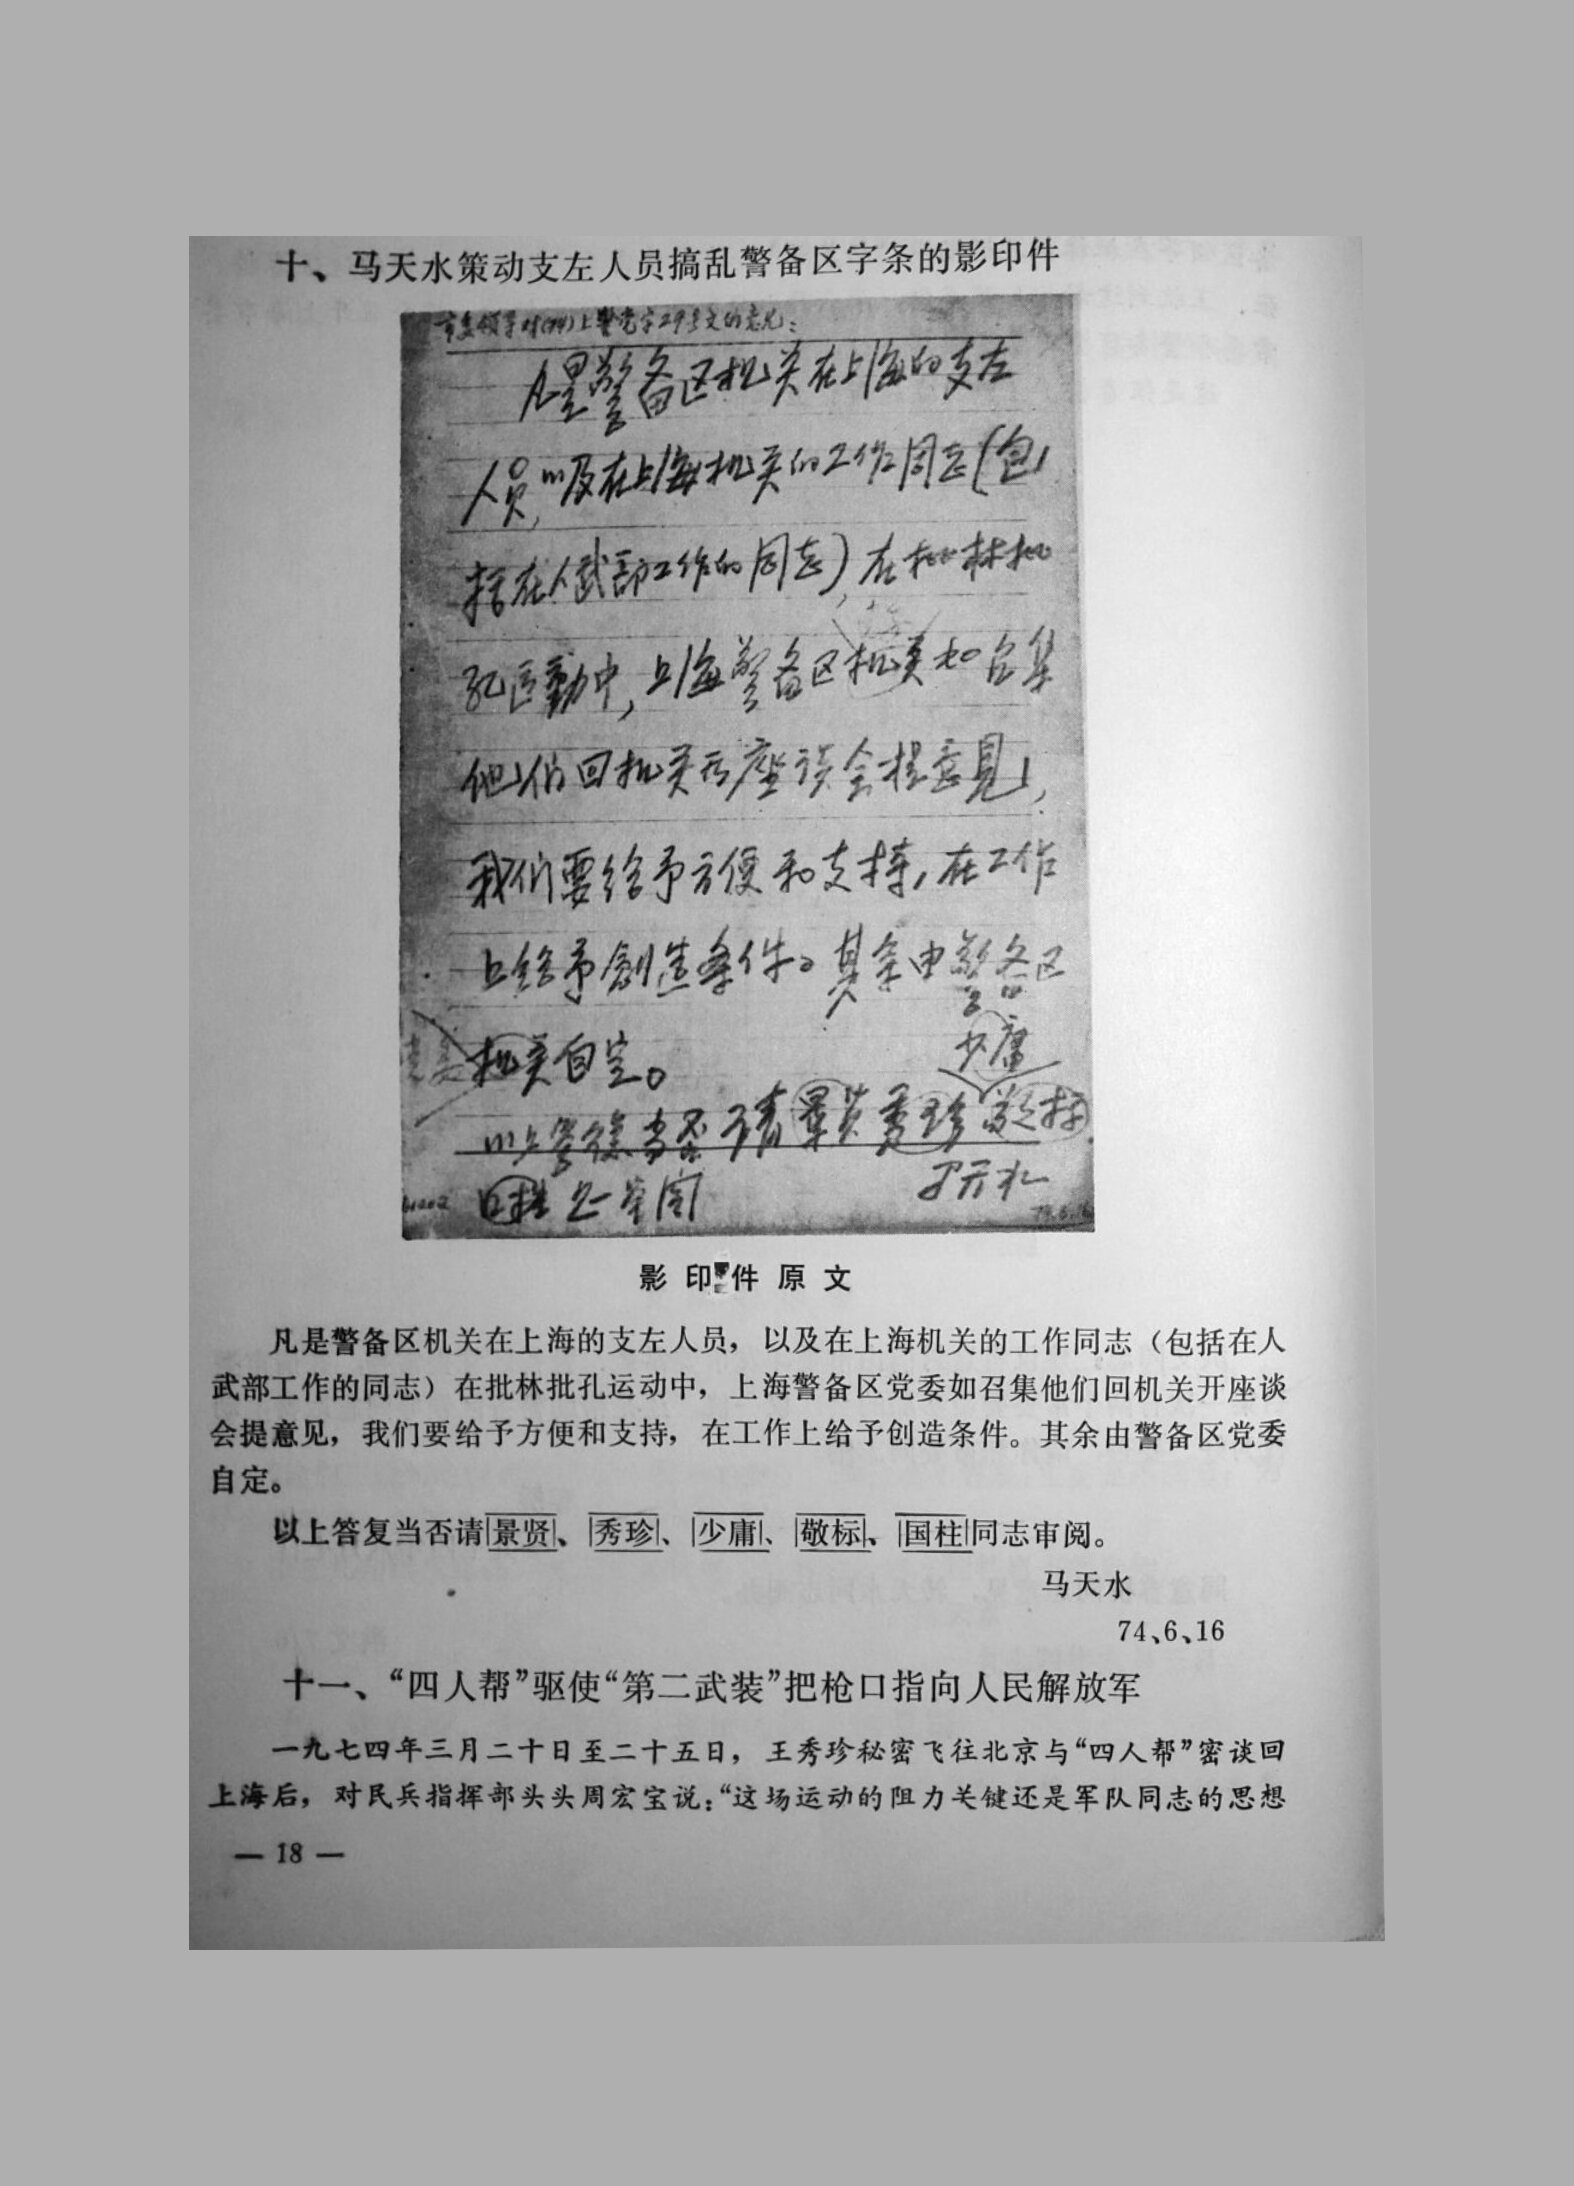 十、马天水策动支左人员搞乱警备区字条的影印件
市委领导对(74)上警党字29号文的意见：
凡是警备区机关在上海的支左
人员，以及在上海机关的工作同志(包
括在人武部工作的同志)，在批林批
孔运动中，上海警备区机关如召集
他们回机关开座谈会提意见，
我们要给予方便和支持，在工作
上给予创造条件。其余由警备区
党委 机关自定。
少庸
以上答复当否请景贤秀珍敬标
国柱同志审阅
马天水
74.6.16
影印件原文
凡是警备区机关在上海的支左人员，以及在上海机关的工作同志（包括在人
武部工作的同志）在批林批孔运动中，上海警备区党委如召集他们回机关开座谈
会提意见，我们要给予方便和支持，在工作上给予创造条件。其余由警备区党委
自定。
以上答复当否请景贤、秀珍、少庸、敬标、国柱同志审阅。
马天水
74、6、16
十一、“四人帮”驱使“第二武装”把枪口指向人民解放军
一九七四年三月二十日至二十五日，王秀珍秘密飞往北京与“四人帮”密谈回
上海后，对民兵指挥部头头周宏宝说：“这场运动的阻力关键还是军队同志的思想
— 18 —